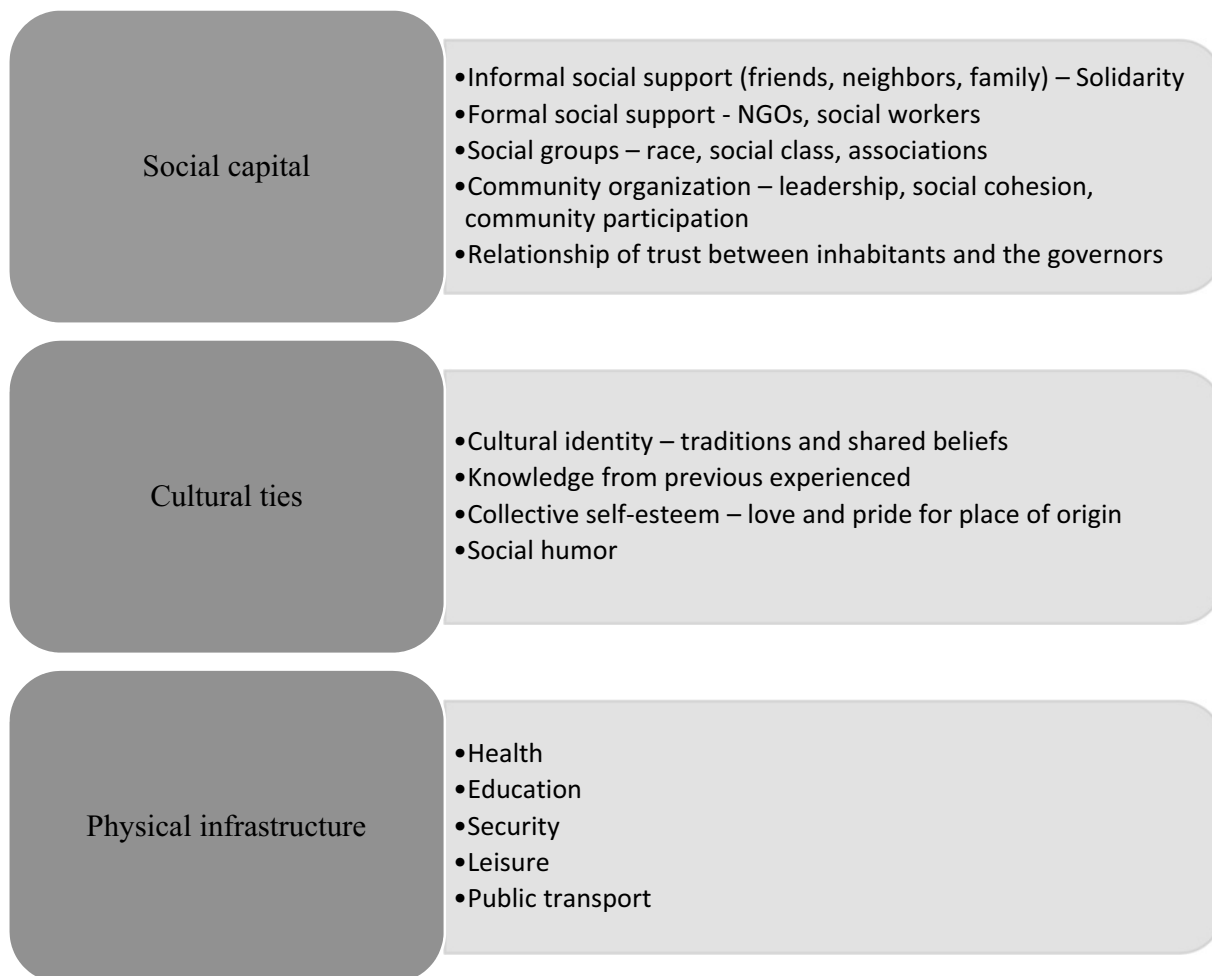 Social capital
•Informal social support (friends, neighbors, family) – Solidarity
•Formal social support - NGOs, social workers
•Social groups – race, social class, associations
•Community organization – leadership, social cohesion,
community participation
•Relationship of trust between inhabitants and the governors
Cultural ties
•Cultural identity – traditions and shared beliefs
•Knowledge from previous experienced
•Collective self-esteem – love and pride for place of origin
•Social humor
Physical infrastructure
•Health
•Education
•Security
•Leisure
•Public transport